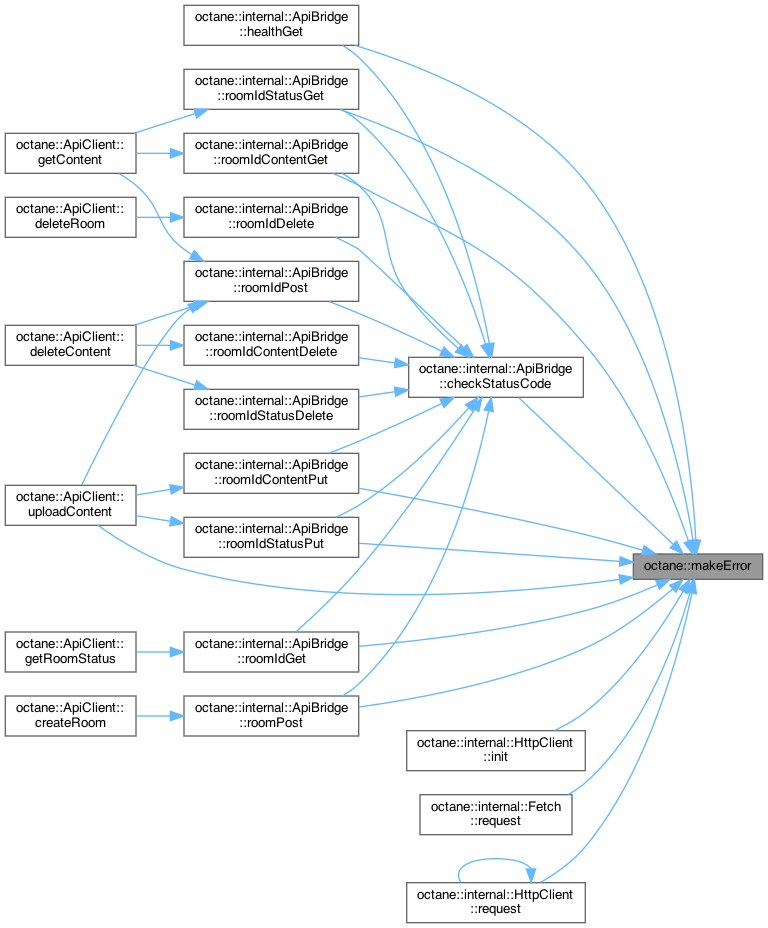 octane::internal::ApiBridge
::healthGet
octane::internal::ApiBridge
::roomIdStatusGet
octane::ApiClient::
getContent
octane::internal::ApiBridge
::roomIdContentGet
octane::ApiClient::
deleteRoom
octane::internal::ApiBridge
::roomIdDelete
octane::internal::ApiBridge
::roomIdPost
octane::ApiClient::
deleteContent
octane::internal::ApiBridge
::roomIdContentDelete
octane::internal::ApiBridge
::checkStatusCode
octane::internal::ApiBridge
::roomIdStatusDelete
octane::internal::ApiBridge
::roomIdContentPut
octane::ApiClient::
uploadContent
octane::internal::ApiBridge
::roomIdStatusPut
octane::makeError
octane::ApiClient::
getRoomStatus
octane::internal::ApiBridge
::roomIdGet
octane::ApiClient::
createRoom
octane::internal::ApiBridge
::roomPost
octane::internal::HttpClient
::init
octane::internal::Fetch
::request
octane::internal::HttpClient
::request